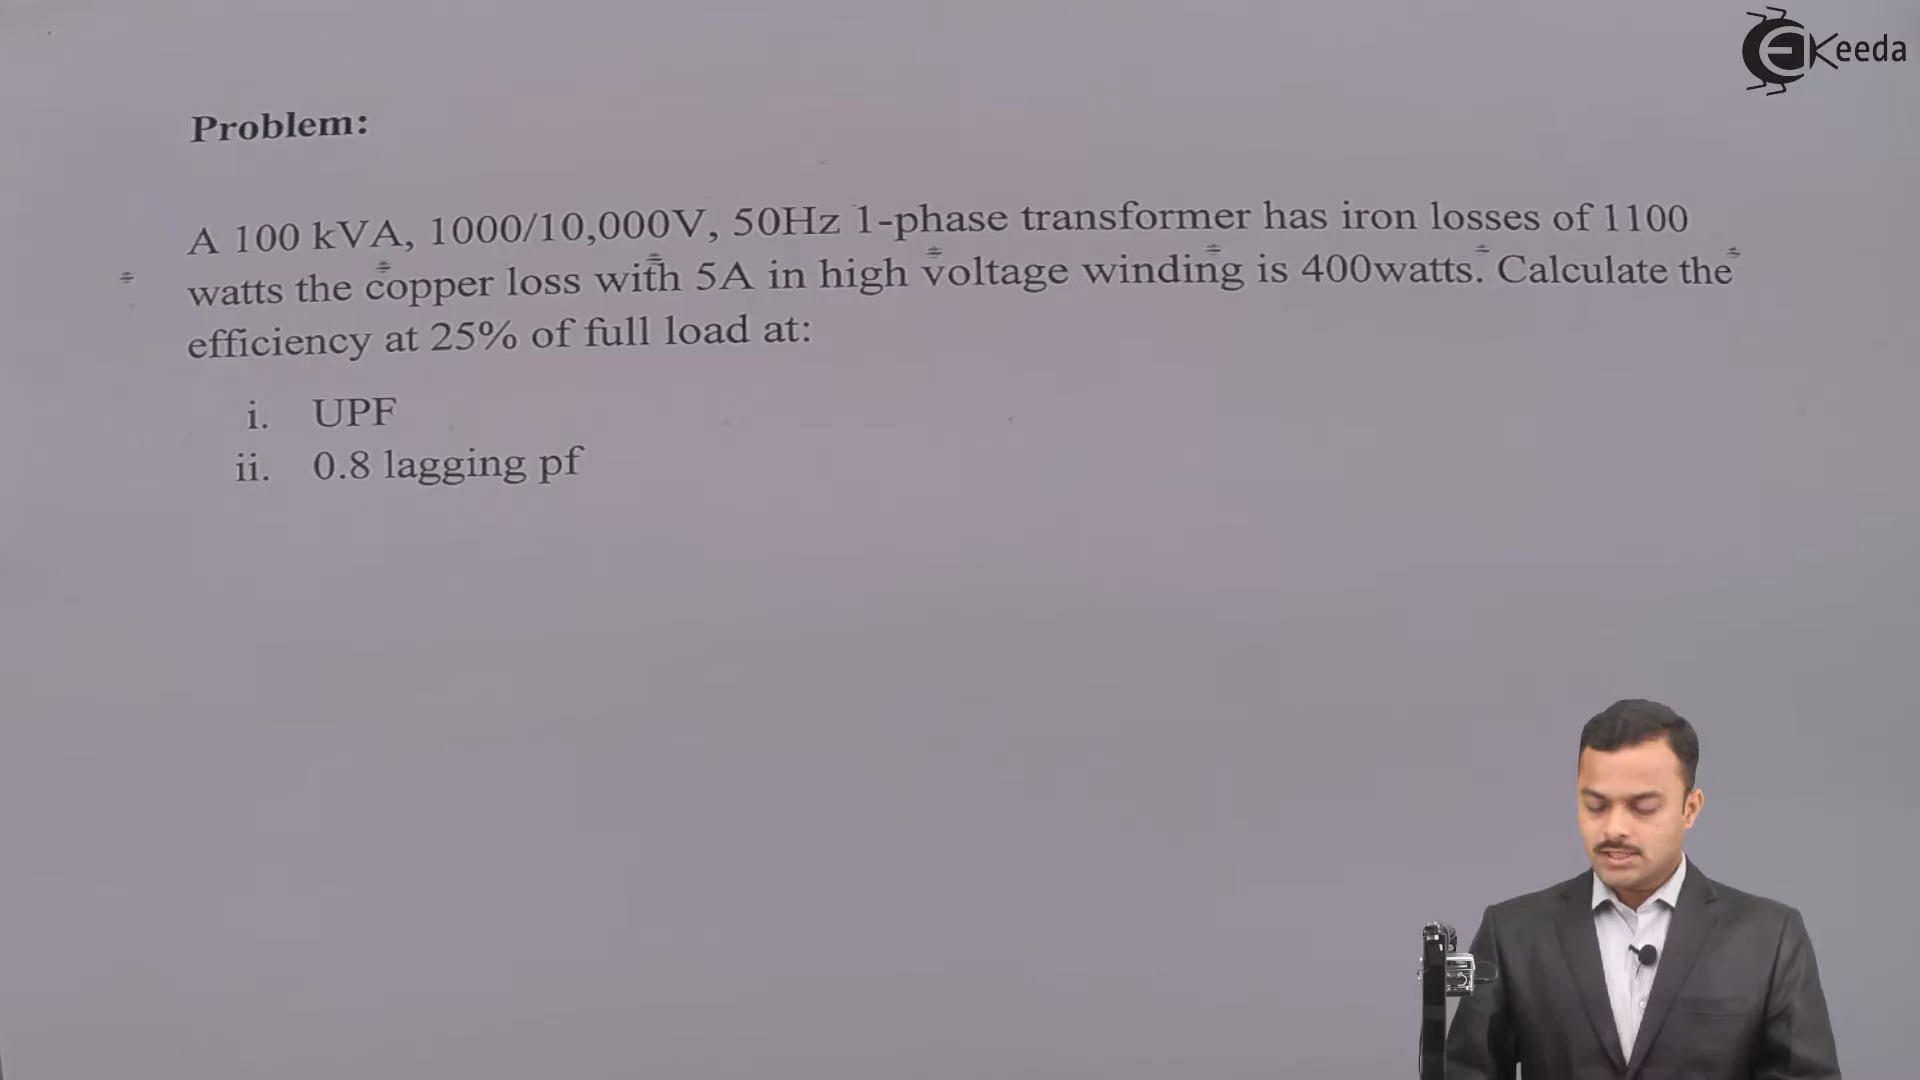 Keeda
Problem:
A 100 kVA, 1000/10,000V, 50Hz 1-phase transformer has iron losses of 1100
watts the copper loss with 5A in high voltage winding is 400watts. Calculate the
efficiency at 25% of full load at:
i. UPF
ii. 0.8 lagging pf